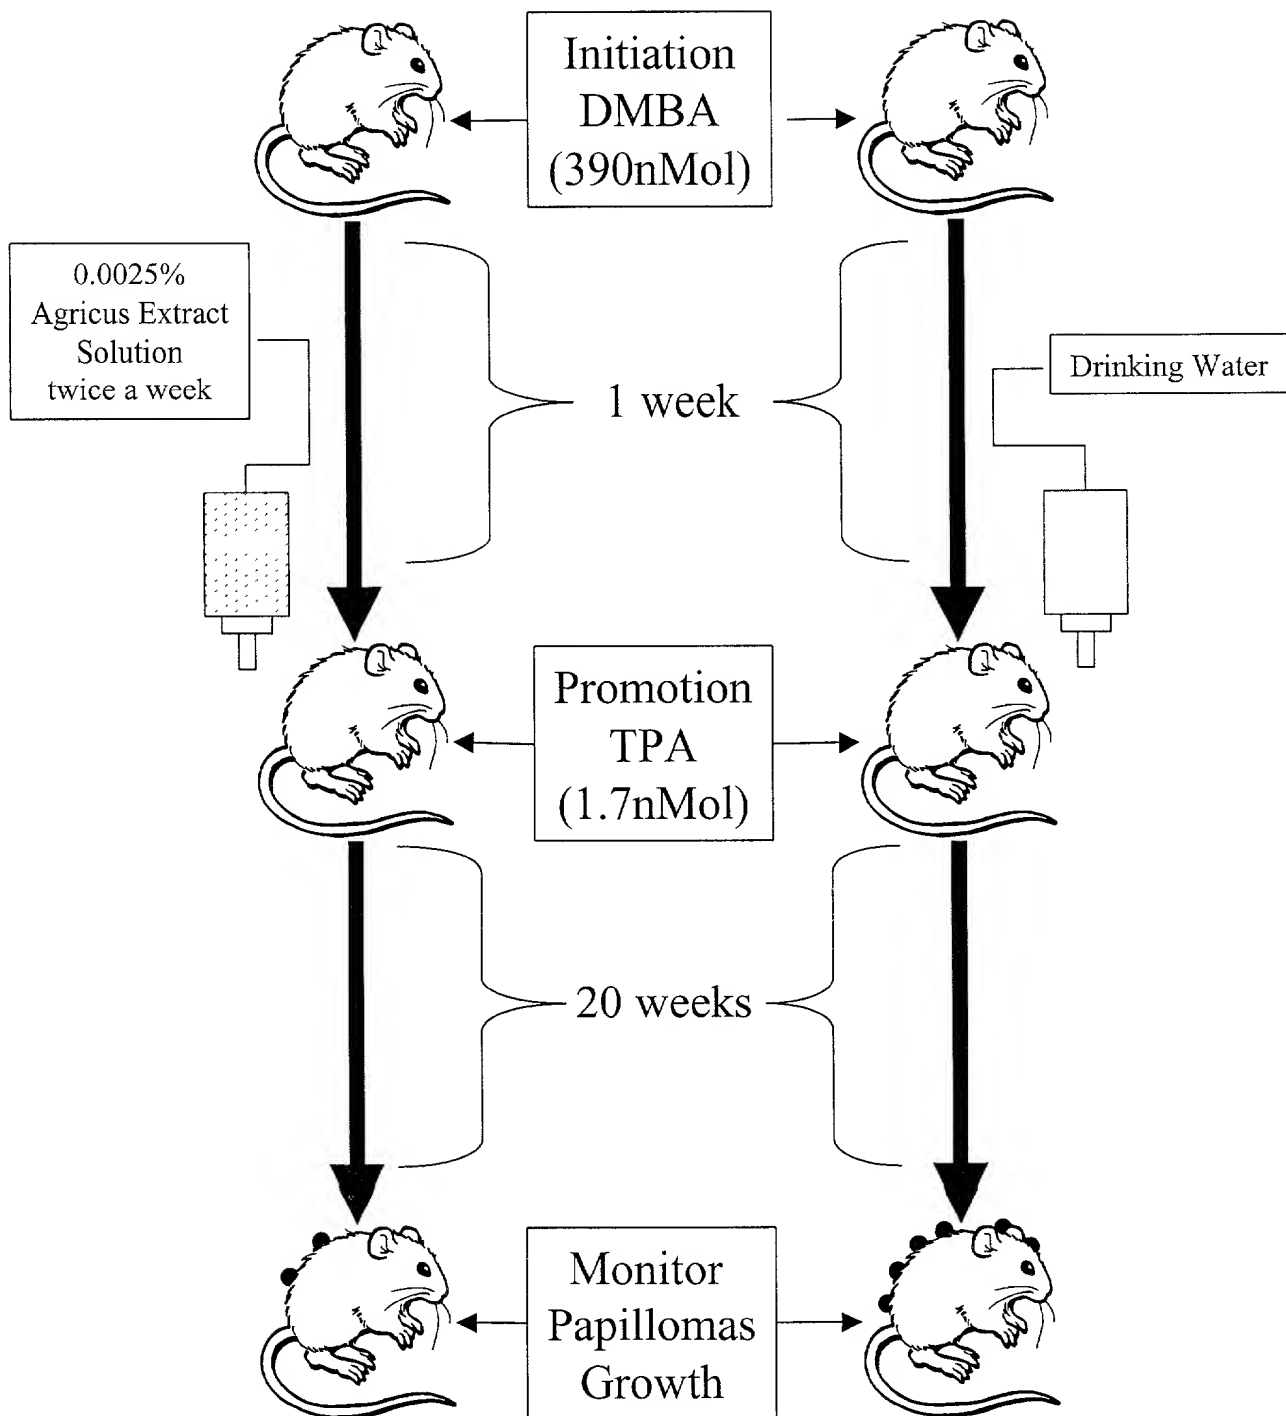 Initiation
DMBA
(390nMol)
0.0025%
Agricus Extract
Solution
twice a week
1 week
Drinking Water
Promotion
TPA
(1.7nMol)
20 weeks
Monitor
Papillomas
Growth